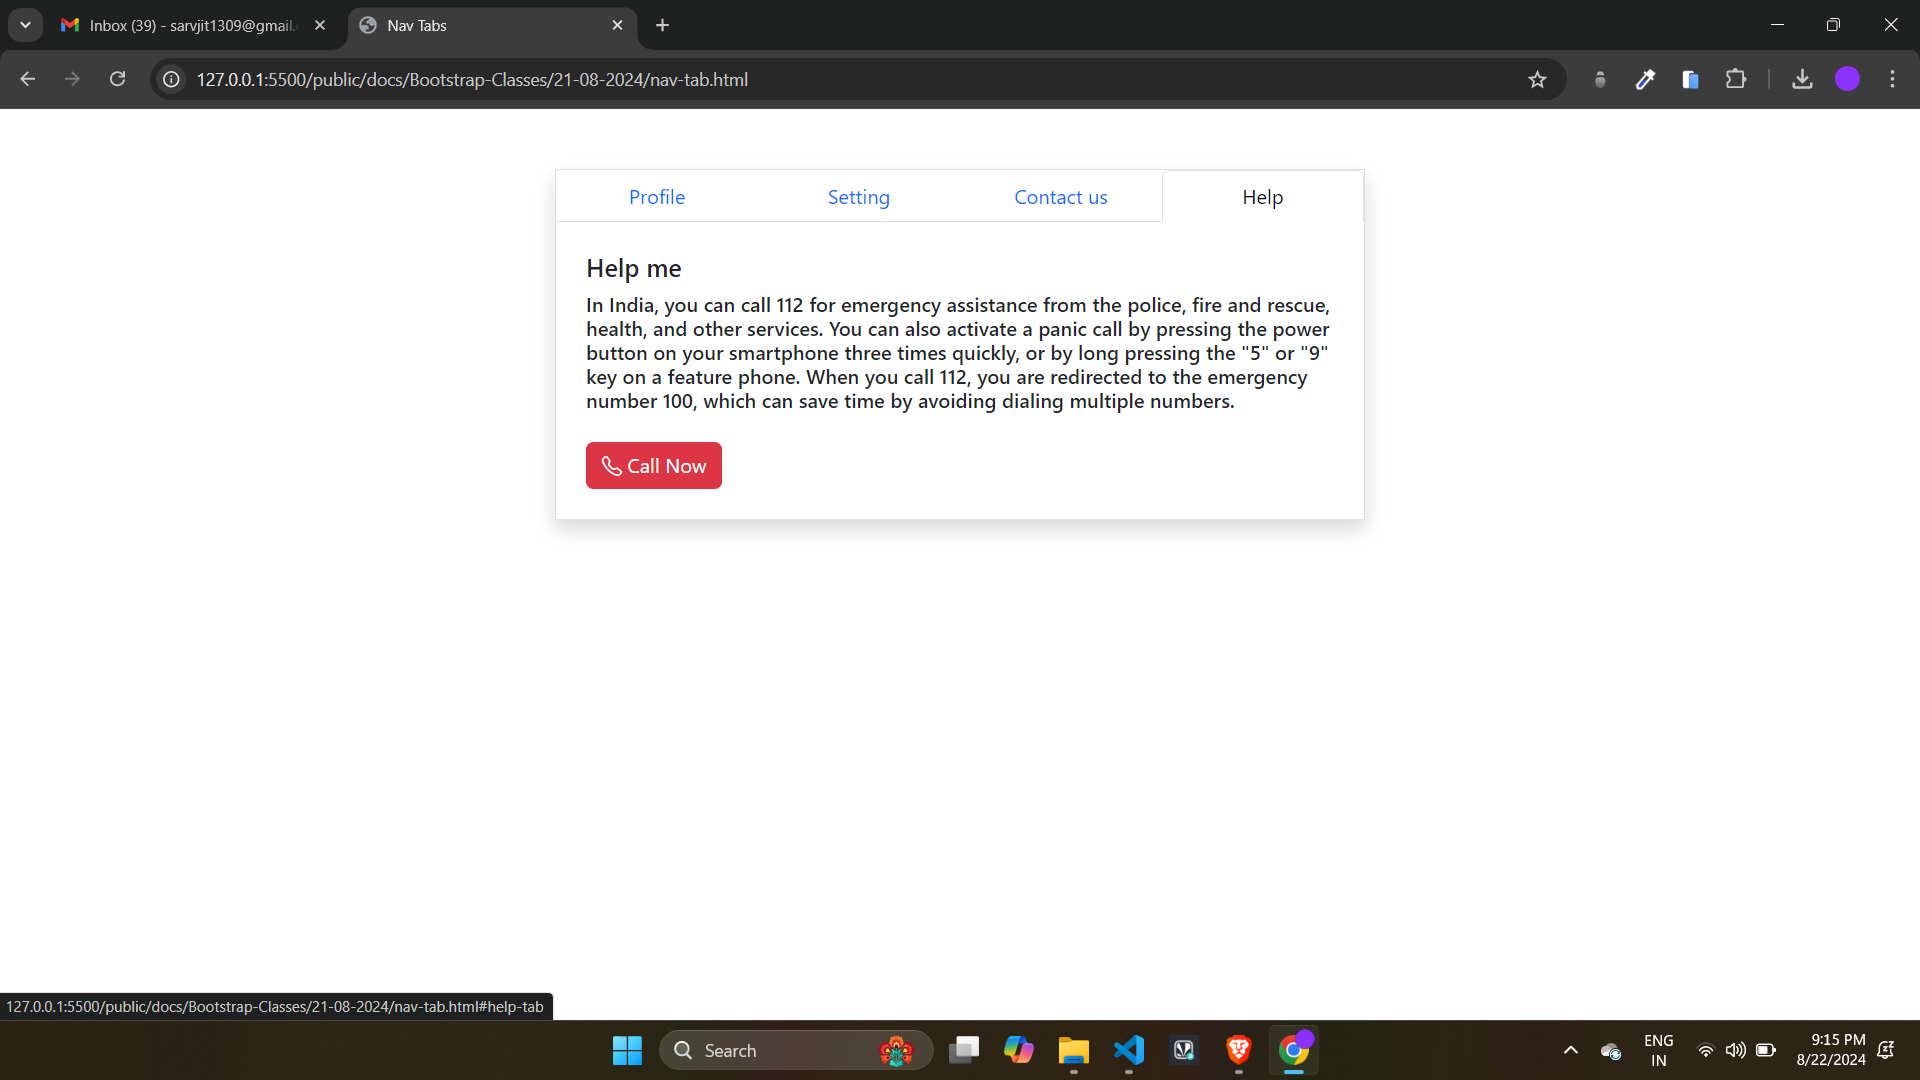 Inbox (39) - sarvjit1309@gmail.
Nav Tabs
127.0.0.1:5500/public/docs/Bootstrap-Classes/21-08-2024/nav-tab.html
Profile
Setting
Contact us
Help
Help me
In India, you can call 112 for emergency assistance from the police, fire and rescue,
health, and other services. You can also activate a panic call by pressing the power
button on your smartphone three times quickly, or by long pressing the "5" or "9"
key on a feature phone. When you call 112, you are redirected to the emergency
number 100, which can save time by avoiding dialing multiple numbers.
Call Now
127.0.0.1:5500/public/docs/Bootstrap-Classes/21-08-2024/nav-tab.html#help-tab
Search
ENG
IN
9:15 PM
8/22/2024